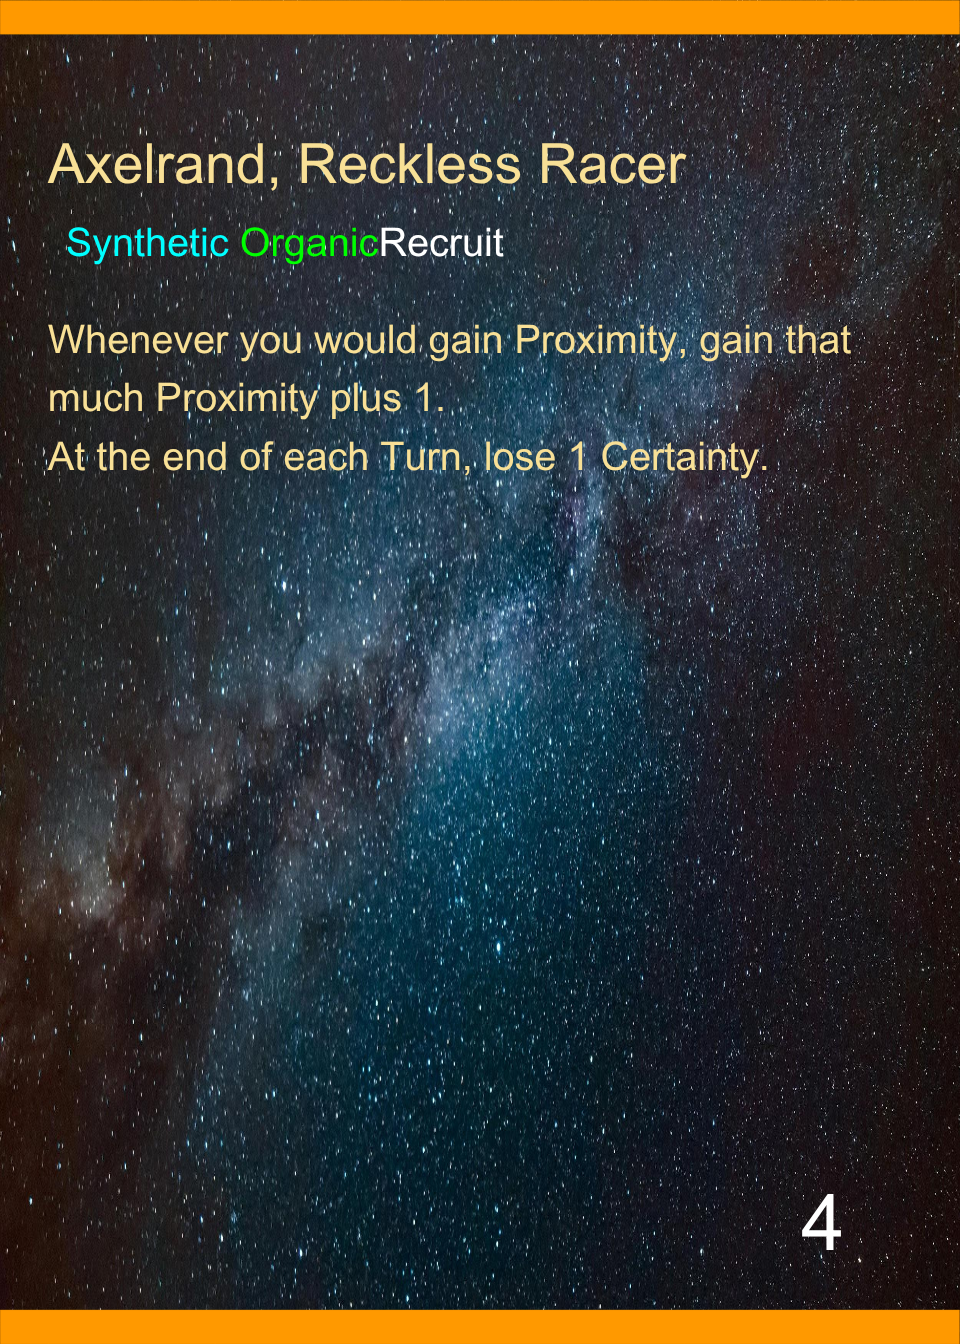 Axelrand, Reckless Racer
Synthetic OrganicRecruit
Whenever you would gain Proximity, gain that
much Proximity plus 1.
At the end of each Turn, lose 1 Certainty.
4